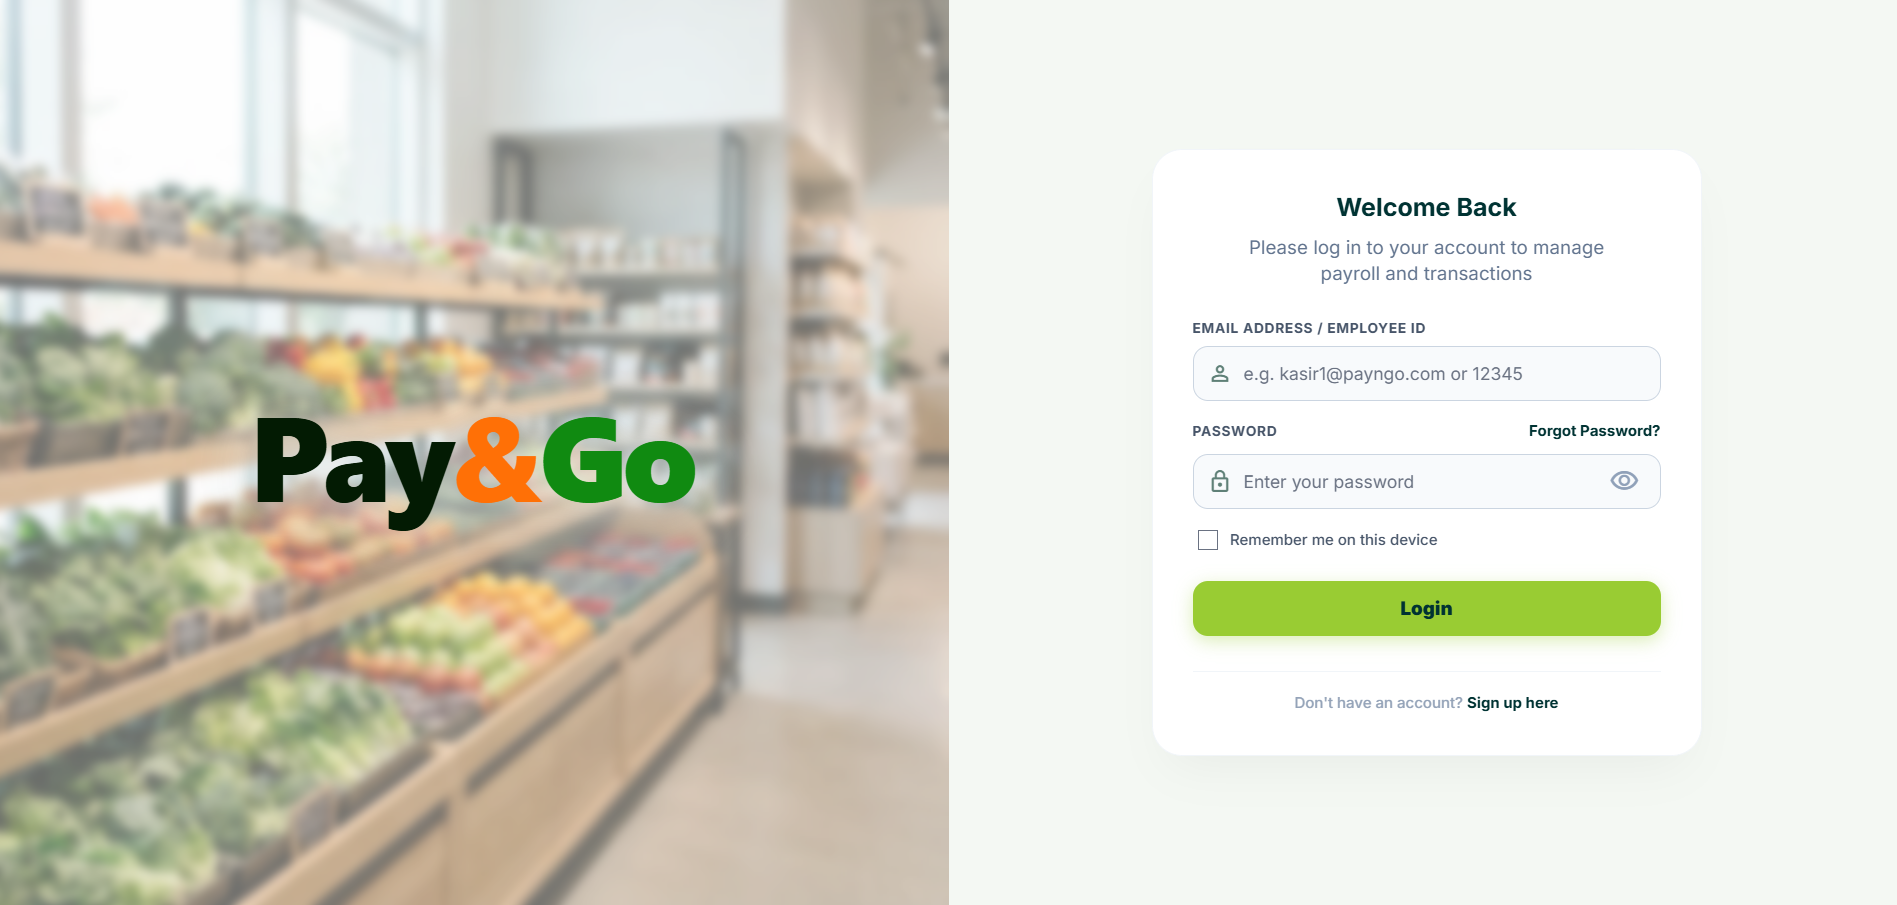 Pay&Go
Welcome Back
Please log in to your account to manage
payroll and transactions
EMAIL ADDRESS / EMPLOYEE ID
e.g. kasir1@payngo.com or 12345
PASSWORD Forgot Password?
Enter your password
Remember me on this device
Login
Don't have an account? Sign up here